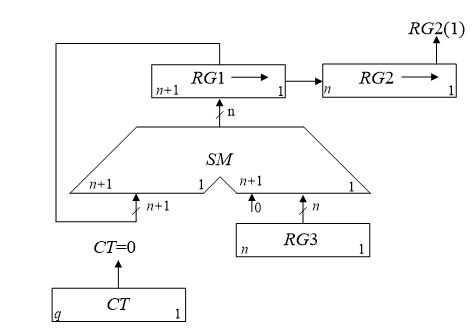 RG2(1)
RG1
n+1 1
RG2
n 1
n
SM
n+1 1 n+1 1
n+1 0 n
RG3
n 1
CT=0
CT
q 1